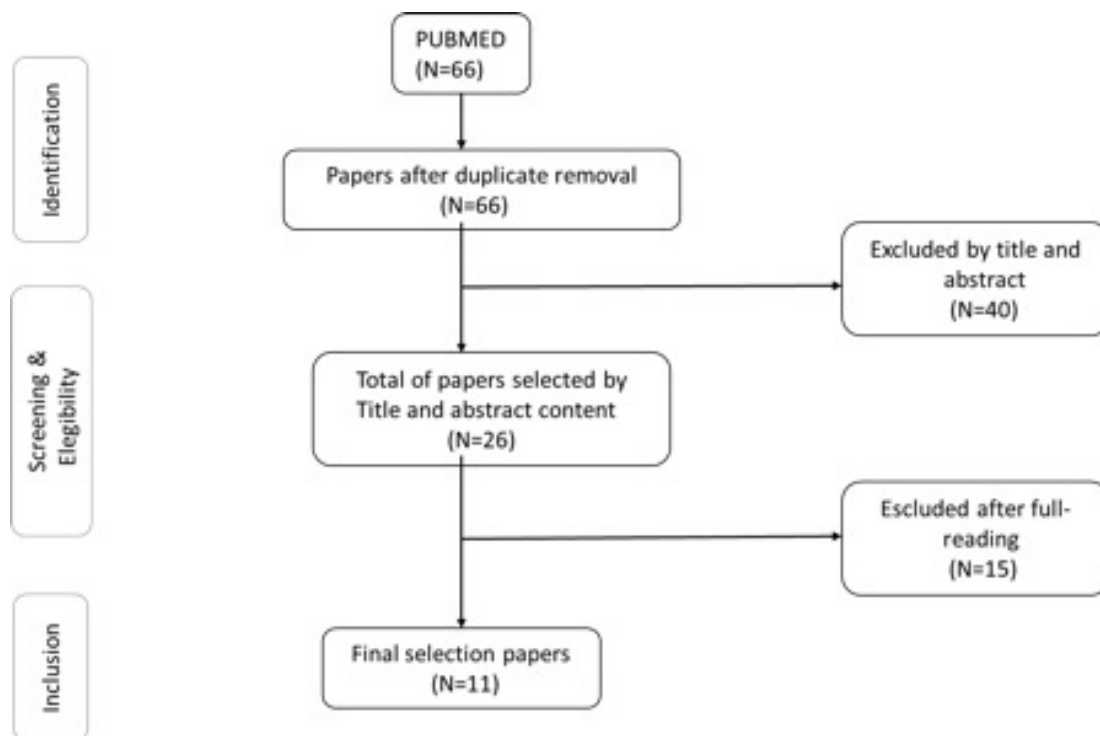 PUBMED
(N=66)
Identification
Papers after duplicate removal
(N=66)
Excluded by title and
abstract
(N=40)
Screening &
Elegibility
Total of papers selected by
Title and abstract content
(N=26)
Escluded after full-
reading
(N=15)
Inclusion
Final selection papers
(N=11)